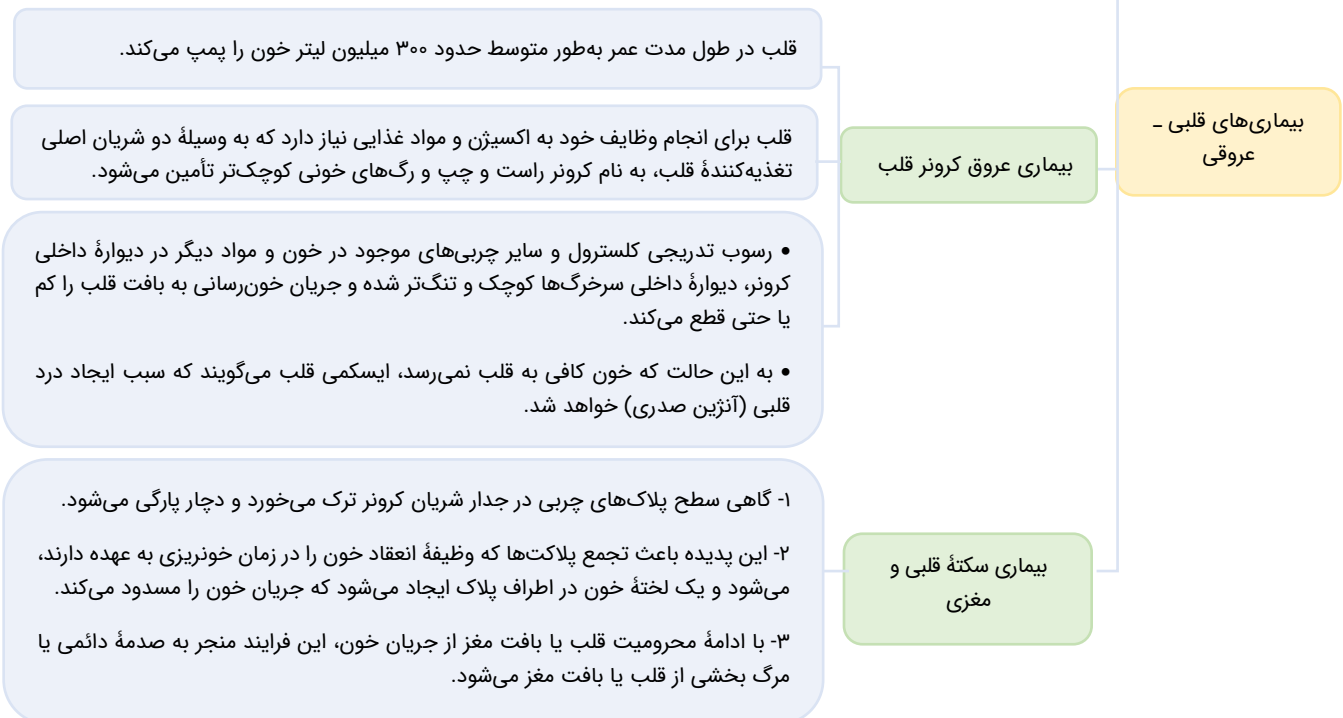 بیماری‌های قلبی ـ
عروقی
بیماری عروق کرونر قلب
قلب در طول مدت عمر به‌طور متوسط حدود ۳۰۰ میلیون لیتر خون را پمپ می‌کند.
قلب برای انجام وظایف خود به اکسیژن و مواد غذایی نیاز دارد که به وسیلهٔ دو شریان اصلی
تغذیه‌کنندهٔ قلب، به نام کرونر راست و چپ و رگ‌های خونی کوچک‌تر تأمین می‌شود.
• رسوب تدریجی کلسترول و سایر چربی‌های موجود در خون و مواد دیگر در دیوارهٔ داخلی
کرونر، دیوارهٔ داخلی سرخرگ‌ها کوچک و تنگ‌تر شده و جریان خون‌رسانی به بافت قلب را کم
یا حتی قطع می‌کند.
• به این حالت که خون کافی به قلب نمی‌رسد، ایسکمی قلب می‌گویند که سبب ایجاد درد
قلبی (آنژین صدری) خواهد شد.
بیماری سکتهٔ قلبی و
مغزی
۱- گاهی سطح پلاک‌های چربی در جدار شریان کرونر ترک می‌خورد و دچار پارگی می‌شود.
۲- این پدیده باعث تجمع پلاکت‌ها که وظیفهٔ انعقاد خون را در زمان خونریزی به عهده دارند،
می‌شود و یک لختهٔ خون در اطراف پلاک ایجاد می‌شود که جریان خون را مسدود می‌کند.
۳- با ادامهٔ محرومیت قلب یا بافت مغز از جریان خون، این فرایند منجر به صدمهٔ دائمی یا
مرگ بخشی از قلب یا بافت مغز می‌شود.